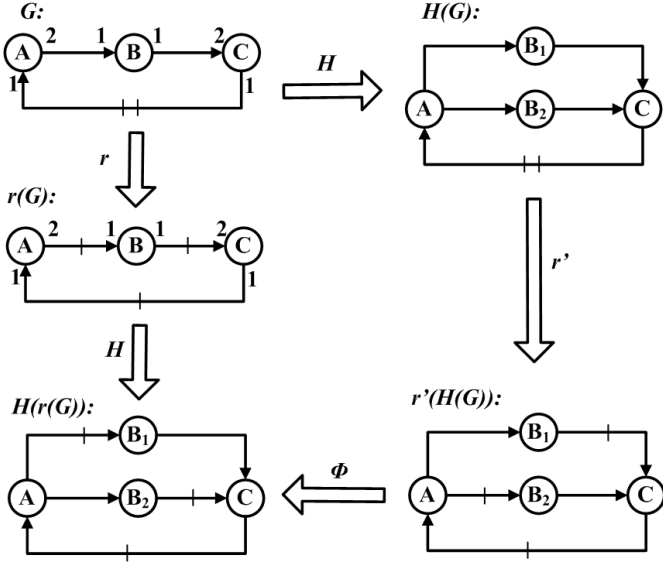 G: H(G):
2 1 1 2
A B C
1 1
B₁
H
A B₂ C
r
r(G):
2 1 1 2
A B C
1 1
r'
H
H(r(G)): r'(H(G)):
B₁ B₁
Φ
A B₂ C A B₂ C